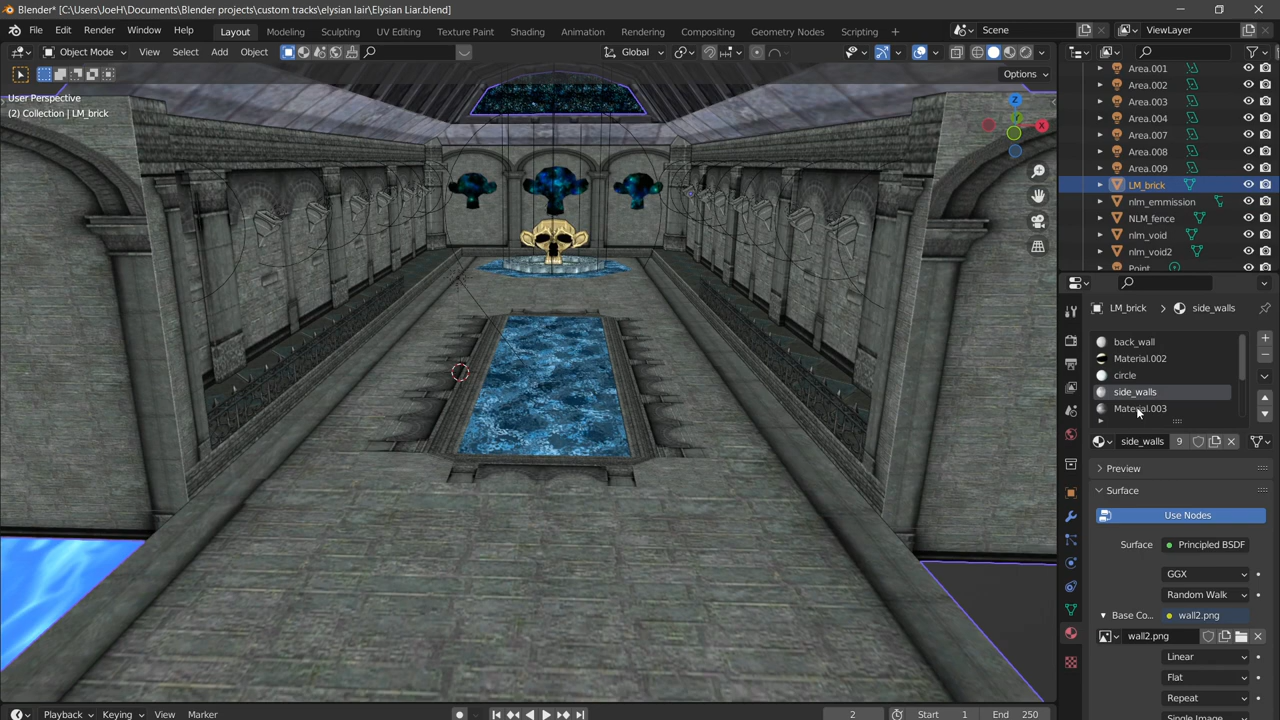 Blender* [C:\Users\JoeH\Documents\Blender projects\custom tracks\elysian lair\Elysian Liar.blend]
File Edit Render Window Help Layout Modeling Sculpting UV Editing Texture Paint Shading Animation Rendering Compositing Geometry Nodes Scripting + Scene ViewLayer
Object Mode View Select Add Object Global
Options
User Perspective
(2) Collection | LM_brick
Z
X
Y
Area.001
Area.002
Area.003
Area.004
Area.007
Area.008
Area.009
LM_brick
nlm_emmission
NLM_fence
nlm_void
nlm_void2
Point
LM_brick > side_walls
back_wall
Material.002
circle
side_walls
Material.003
side_walls 9
Preview
Surface
Use Nodes
Surface Principled BSDF
GGX
Random Walk
Base Co... wall2.png
wall2.png
Linear
Flat
Repeat
Single Image
Playback Keying View Marker 2 Start 1 End 250